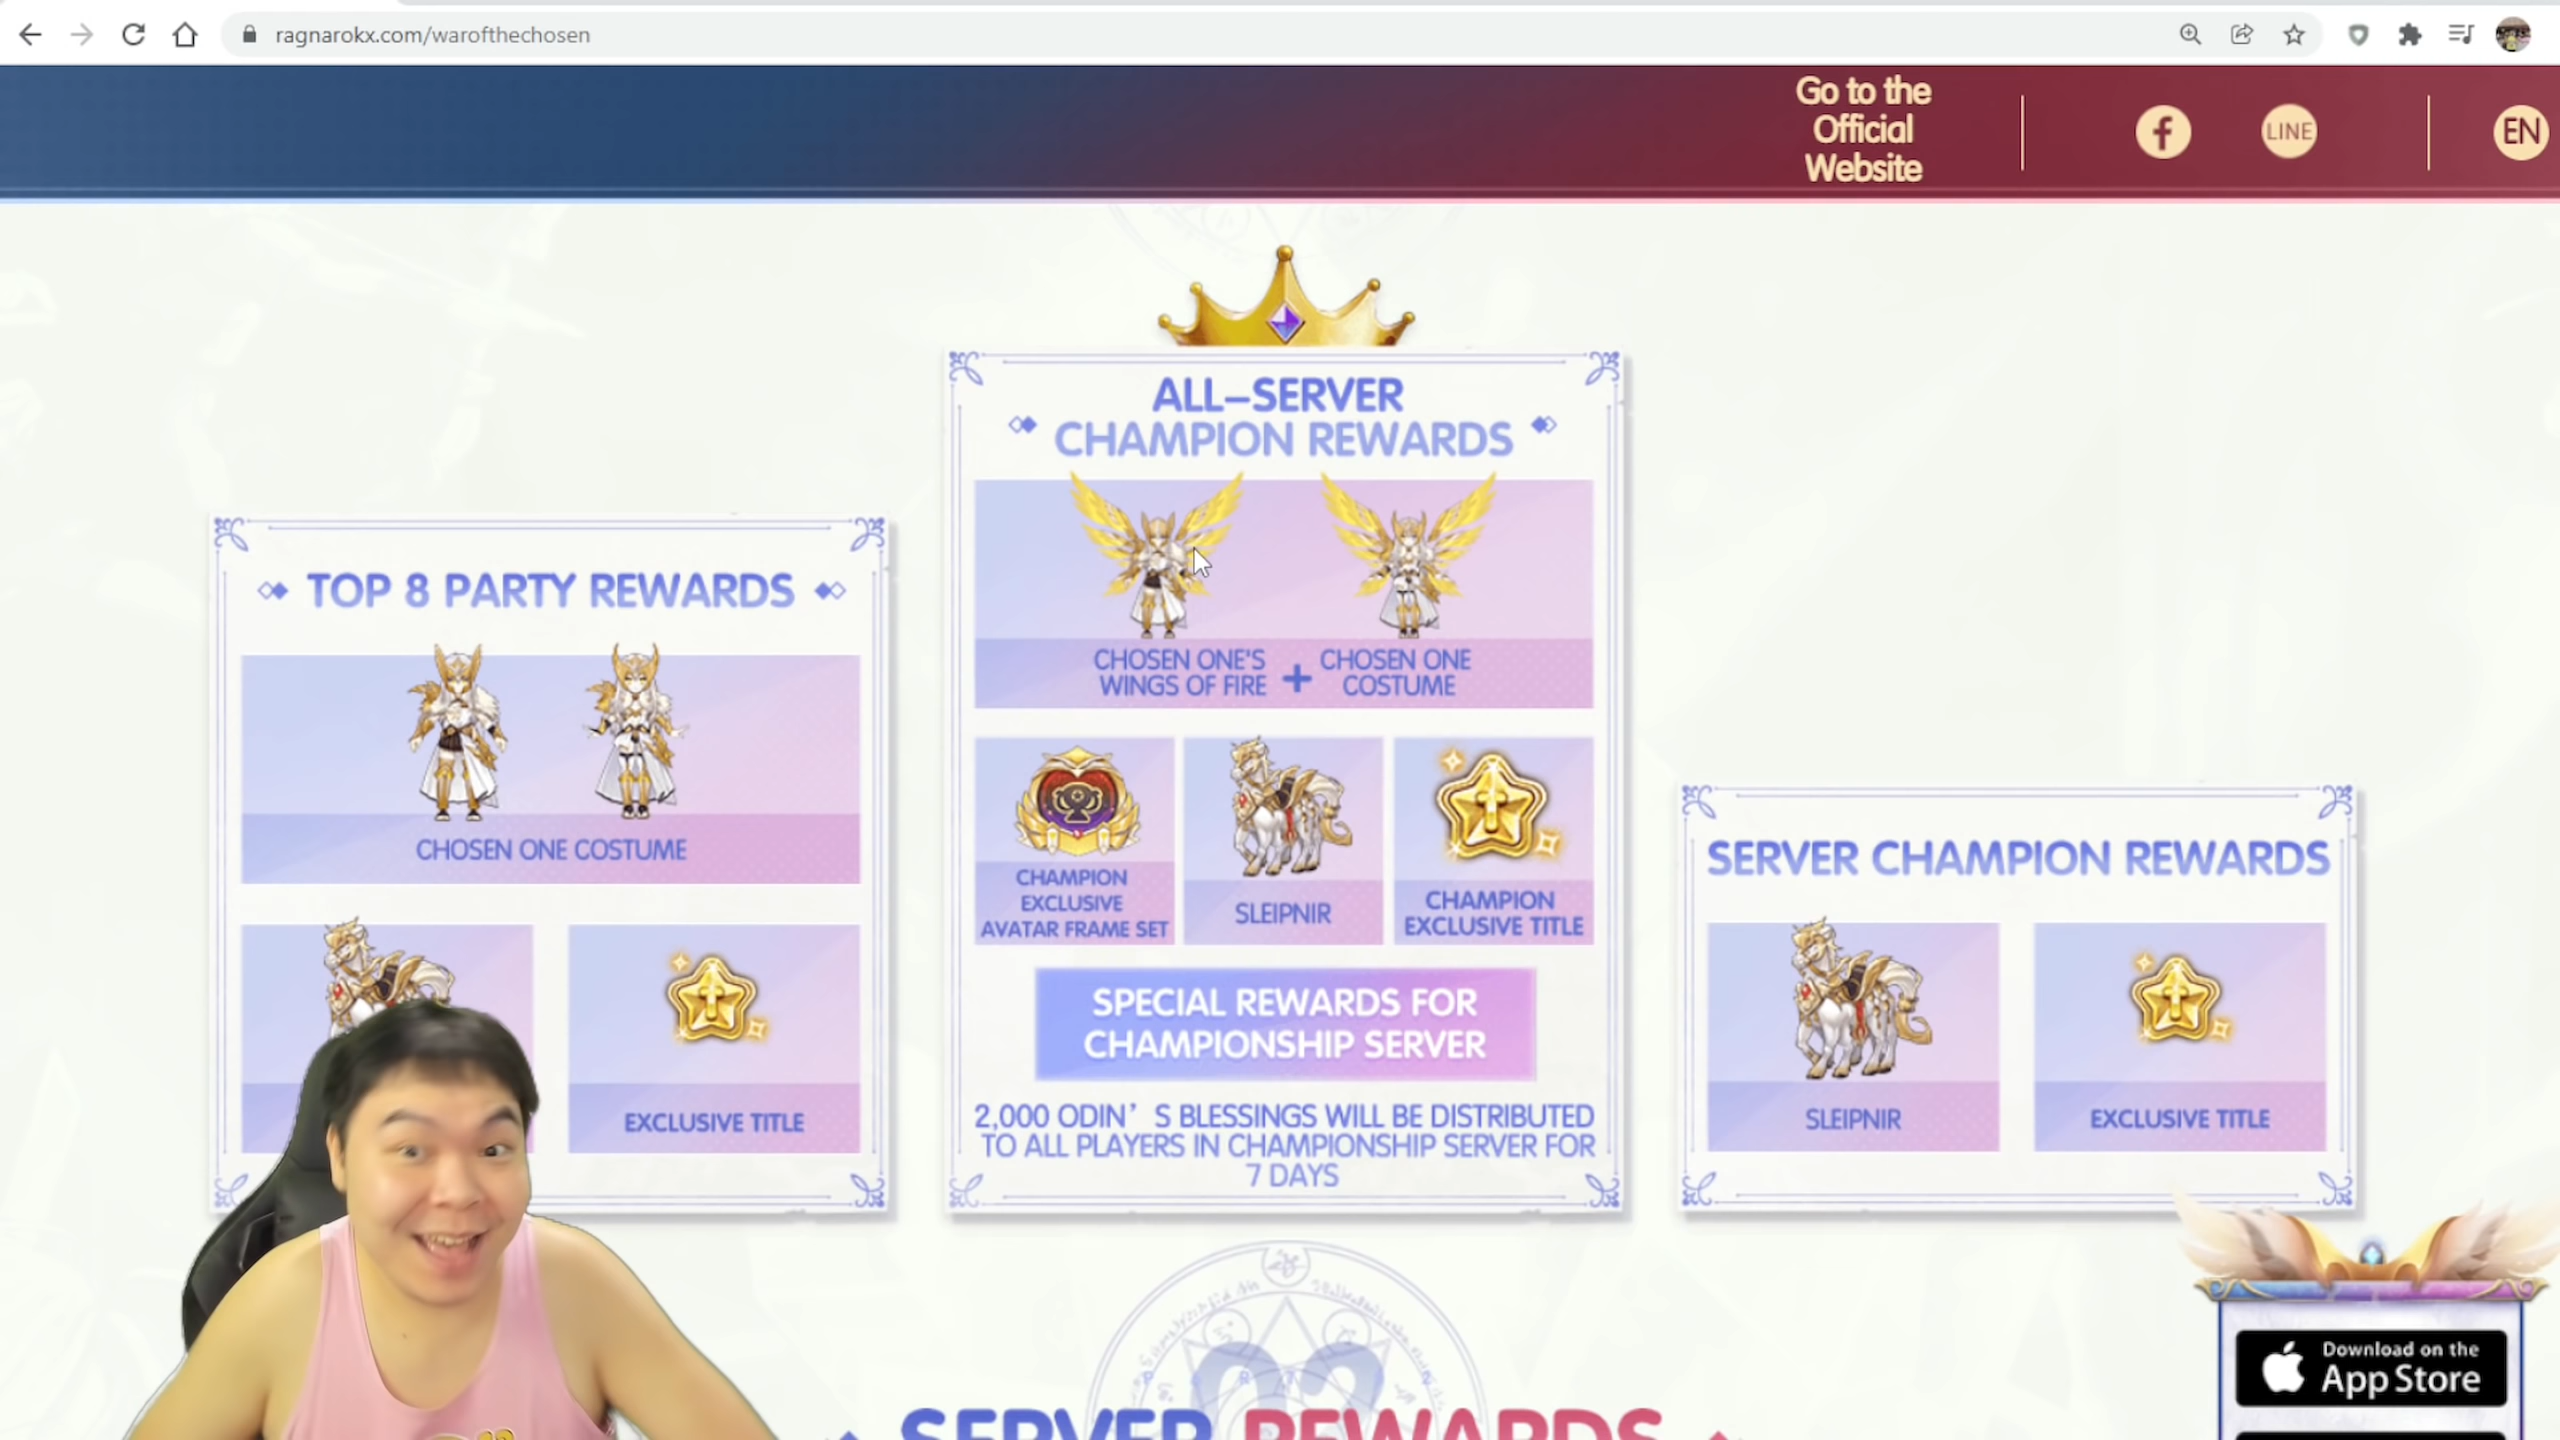 ragnarokx.com/warofthechosen
Go to the
Official
Website
LINE
EN
ALL-SERVER
CHAMPION REWARDS
CHOSEN ONE'S
WINGS OF FIRE
+
CHOSEN ONE
COSTUME
CHAMPION
EXCLUSIVE
AVATAR FRAME SET
SLEIPNIR
CHAMPION
EXCLUSIVE TITLE
SPECIAL REWARDS FOR
CHAMPIONSHIP SERVER
2,000 ODIN’ S BLESSINGS WILL BE DISTRIBUTED
TO ALL PLAYERS IN CHAMPIONSHIP SERVER FOR
7 DAYS
TOP 8 PARTY REWARDS
CHOSEN ONE COSTUME
EXCLUSIVE TITLE
SERVER CHAMPION REWARDS
SLEIPNIR
EXCLUSIVE TITLE
SERVER REWARDS
Download on the
App Store